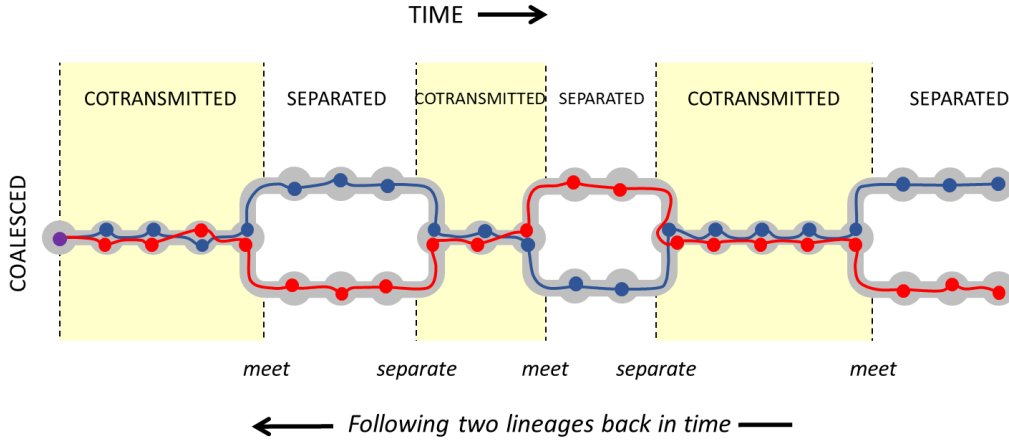 TIME
COTRANSMITTED
SEPARATED
COTRANSMITTED
SEPARATED
COTRANSMITTED
SEPARATED
COALESCED
meet
separate
meet
separate
meet
Following two lineages back in time